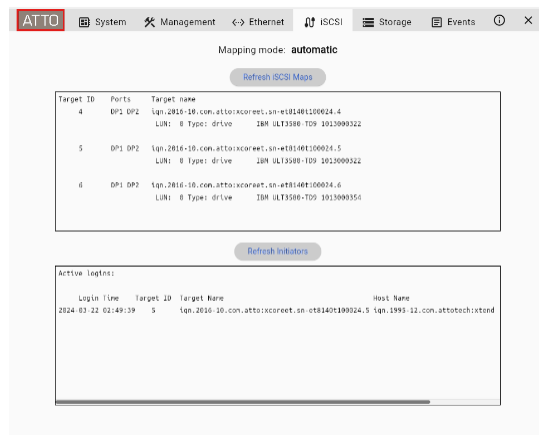 ATTO System Management Ethernet iSCSI Storage Events
Mapping mode: automatic
Refresh iSCSI Maps
Target ID Ports Target name
4 DP1 DP2 iqn.2016-10.com.atto:xcoreet.sn-et8140t100024.4
LUN: 0 Type: drive IBM ULT3580-TD9 1013000322
5 DP1 DP2 iqn.2016-10.com.atto:xcoreet.sn-et8140t100024.5
LUN: 0 Type: drive IBM ULT3580-TD9 1013000322
6 DP1 DP2 iqn.2016-10.com.atto:xcoreet.sn-et8140t100024.6
LUN: 0 Type: drive IBM ULT3580-TD9 1013000354
Refresh Initiators
Active logins:
Login Time Target ID Target Name Host Name
2024-03-22 02:49:39 5 iqn.2016-10.com.atto:xcoreet.sn-et8140t100024.5 iqn.1995-12.com.attotech:xtend